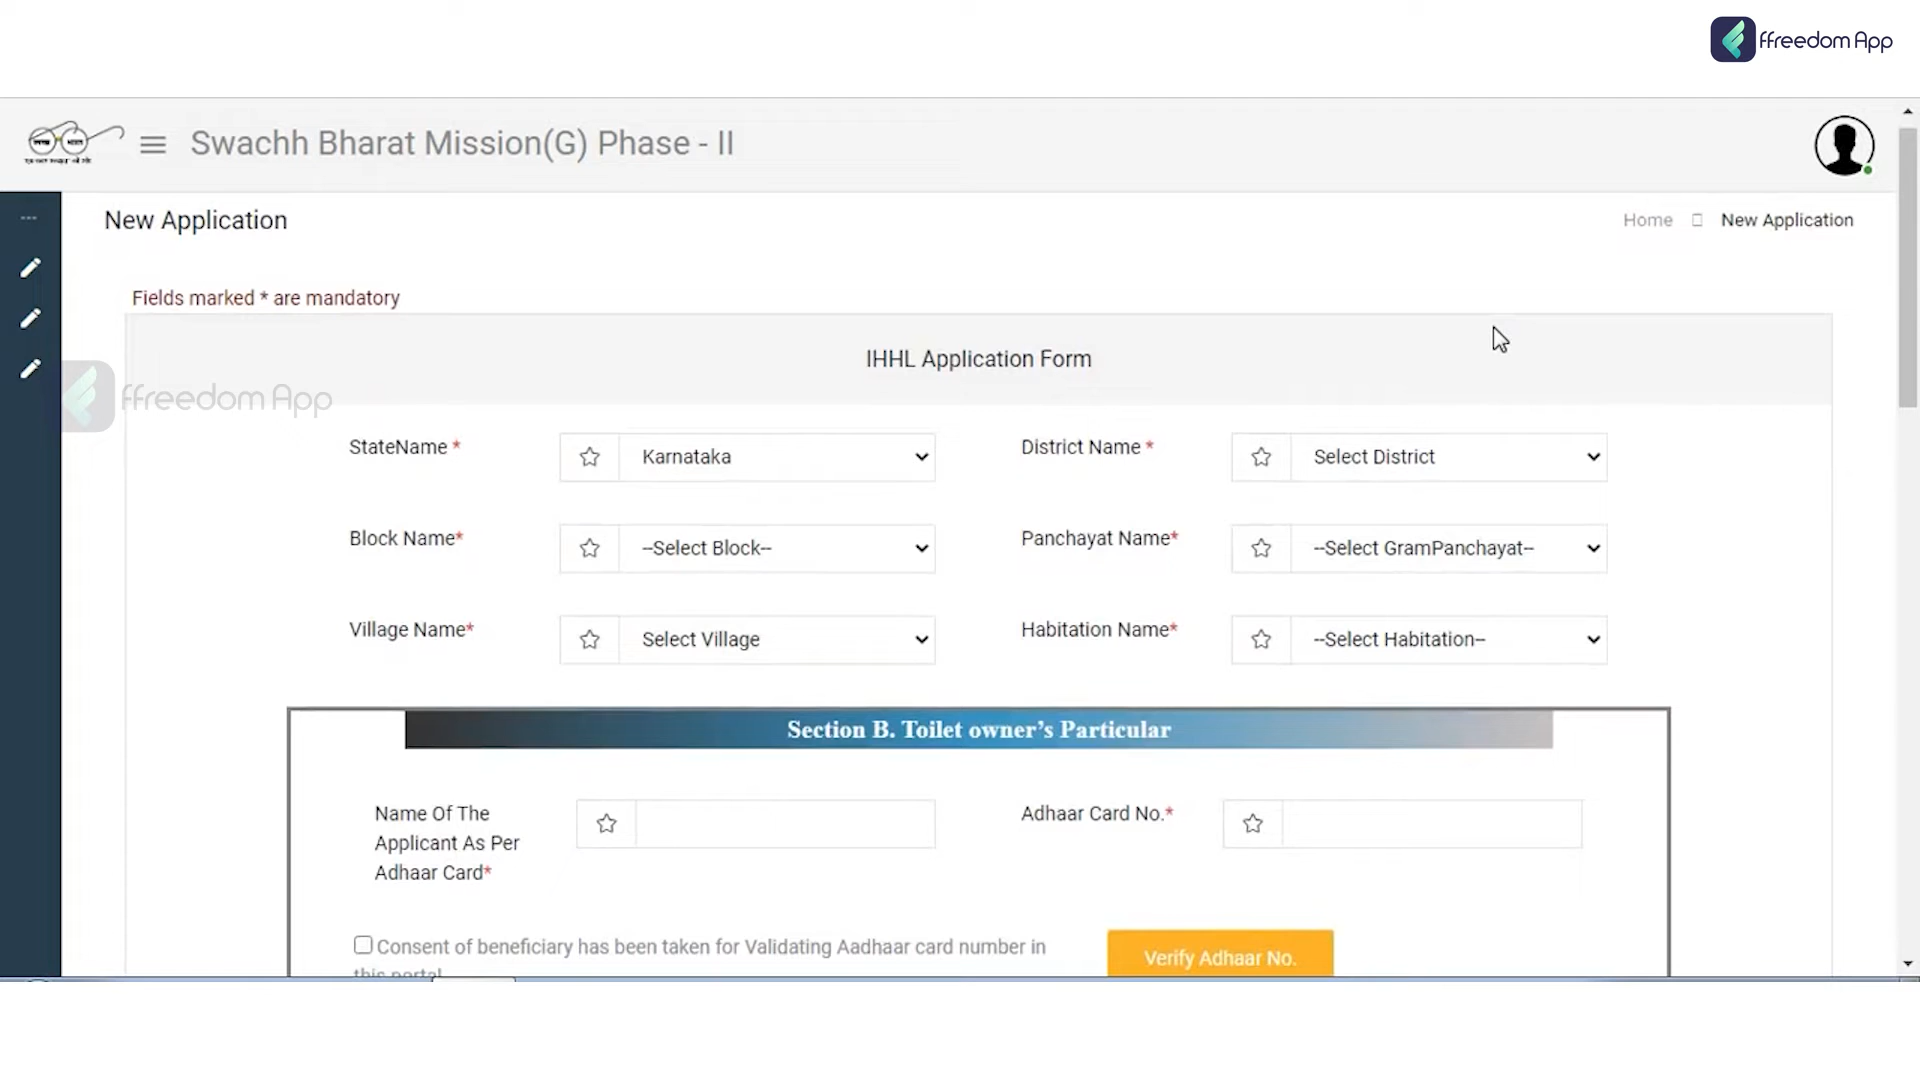 ffreedom App
Swachh Bharat Mission(G) Phase - II
New Application
Home New Application
Fields marked * are mandatory
IHHL Application Form
ffreedom App
StateName * Karnataka District Name * Select District
Block Name* --Select Block-- Panchayat Name* --Select GramPanchayat--
Village Name* Select Village Habitation Name* --Select Habitation--
Section B. Toilet owner's Particular
Name Of The Applicant As Per Adhaar Card*
Adhaar Card No.*
Consent of beneficiary has been taken for Validating Aadhaar card number in
this portal
Verify Adhaar No.